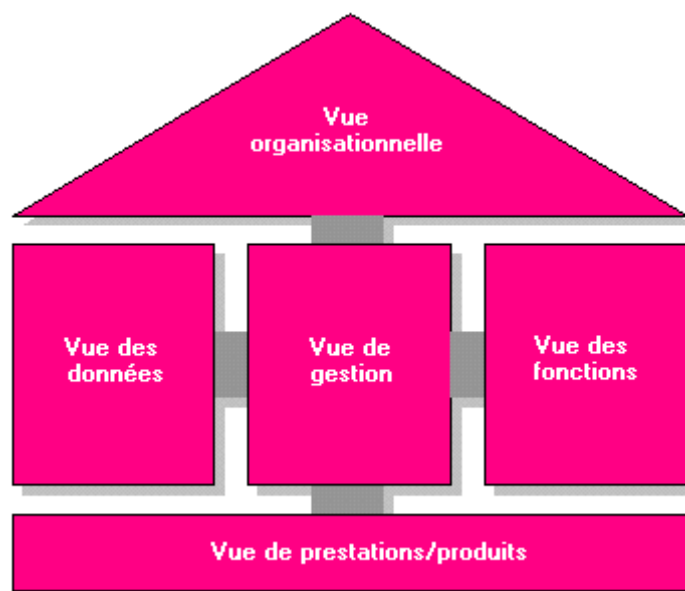 Vue
organisationnelle
Vue des
données
Vue de
gestion
Vue des
fonctions
Vue de prestations/produits